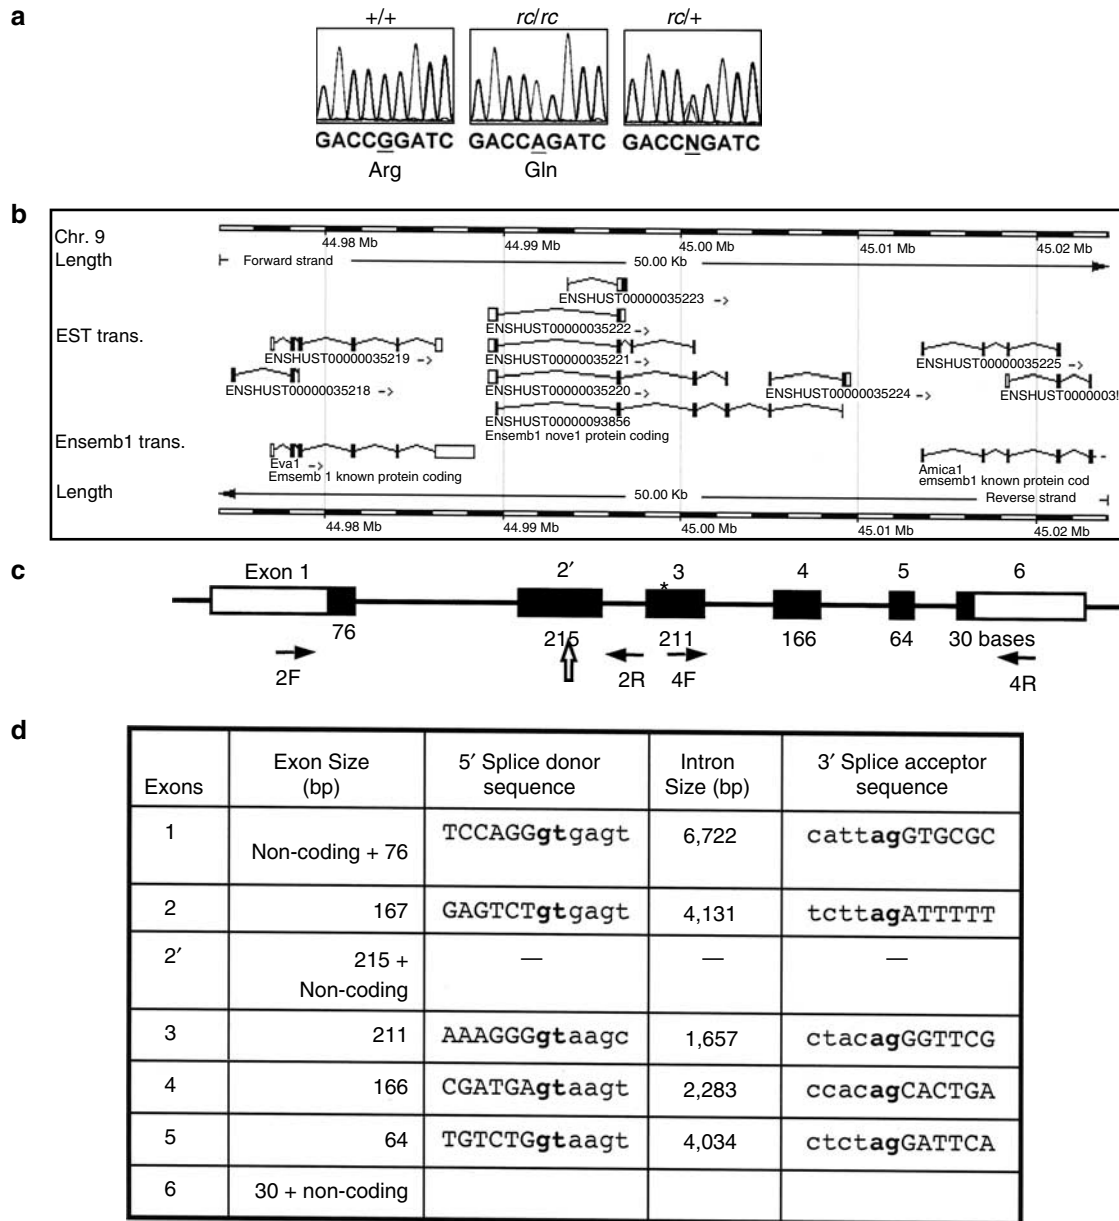 a
+/+ rc/rc rc/+
GACCGGATC GACCAGATC GACCNGATC
Arg Gln
b
Chr. 9
44.98 Mb 44.99 Mb 45.00 Mb 45.01 Mb 45.02 Mb
Length Forward strand 50.00 Kb
ENSHUST00000035223 ->
EST trans.
ENSHUST00000035222 ->
ENSHUST00000035219 -> ENSHUST00000035221 -> ENSHUST00000035225 ->
ENSHUST00000035218 -> ENSHUST00000035220 -> ENSHUST00000035224 -> ENSHUST0000003!
ENSHUST00000093856
Ensemb1 nove1 protein coding
Ensemb1 trans.
Eva1 -> Amica1
Emsemb 1 known protein coding emsemb1 known protein cod
Length 50.00 Kb Reverse strand
44.98 Mb 44.99 Mb 45.00 Mb 45.01 Mb 45.02 Mb
c
Exon 1 2′ 3 4 5 6
*
76 215 211 166 64 30 bases
2F 2R 4F 4R
d
Exons Exon Size (bp) 5′ Splice donor sequence Intron Size (bp) 3′ Splice acceptor sequence
1 Non-coding + 76 TCCAGGgtgagt 6,722 cattagGTGCGC
2 167 GAGTCTgtgagt 4,131 tcttagATTTTT
2′ 215 + Non-coding — — —
3 211 AAAGGGgtaagc 1,657 ctacagGGTTCG
4 166 CGATGAgtaagt 2,283 ccacagCACTGA
5 64 TGTCTGgtaagt 4,034 ctctagGATTCA
6 30 + non-coding